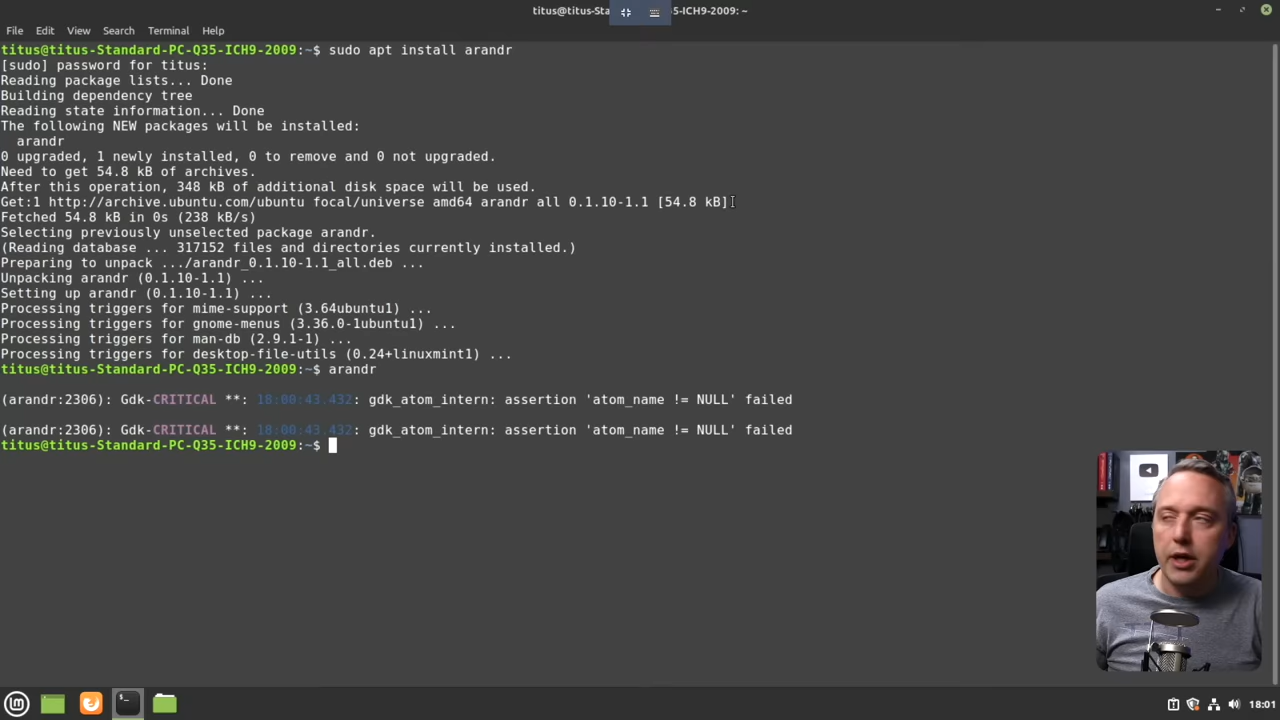 titus@titus-Sta 5-ICH9-2009: ~
File Edit View Search Terminal Help
titus@titus-Standard-PC-Q35-ICH9-2009:~$ sudo apt install arandr
[sudo] password for titus:
Reading package lists... Done
Building dependency tree
Reading state information... Done
The following NEW packages will be installed:
  arandr
0 upgraded, 1 newly installed, 0 to remove and 0 not upgraded.
Need to get 54.8 kB of archives.
After this operation, 348 kB of additional disk space will be used.
Get:1 http://archive.ubuntu.com/ubuntu focal/universe amd64 arandr all 0.1.10-1.1 [54.8 kB]
Fetched 54.8 kB in 0s (238 kB/s)
Selecting previously unselected package arandr.
(Reading database ... 317152 files and directories currently installed.)
Preparing to unpack .../arandr_0.1.10-1.1_all.deb ...
Unpacking arandr (0.1.10-1.1) ...
Setting up arandr (0.1.10-1.1) ...
Processing triggers for mime-support (3.64ubuntu1) ...
Processing triggers for gnome-menus (3.36.0-1ubuntu1) ...
Processing triggers for man-db (2.9.1-1) ...
Processing triggers for desktop-file-utils (0.24+linuxmint1) ...
titus@titus-Standard-PC-Q35-ICH9-2009:~$ arandr
(arandr:2306): Gdk-CRITICAL **: 18:00:43.432: gdk_atom_intern: assertion 'atom_name != NULL' failed
(arandr:2306): Gdk-CRITICAL **: 18:00:43.432: gdk_atom_intern: assertion 'atom_name != NULL' failed
titus@titus-Standard-PC-Q35-ICH9-2009:~$
18:01